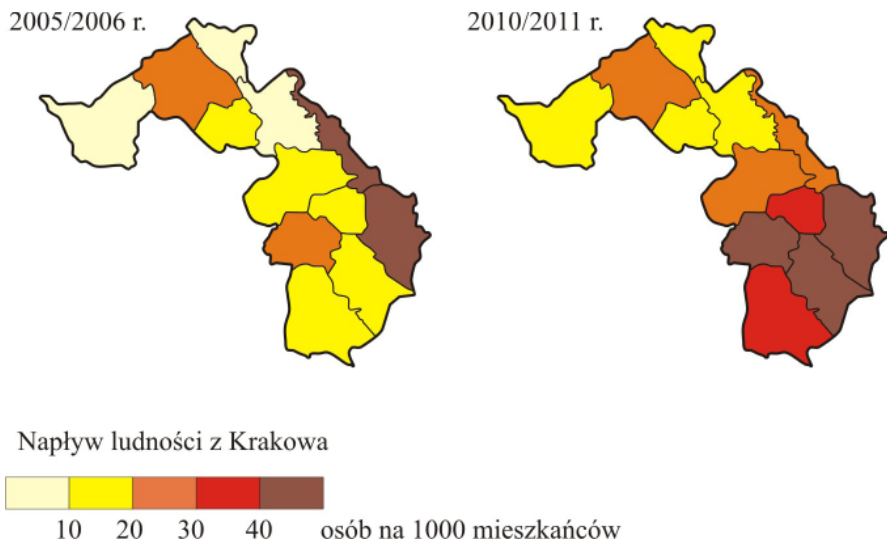 2005/2006 r.
2010/2011 r.
Napływ ludności z Krakowa
10 20 30 40 osób na 1000 mieszkańców